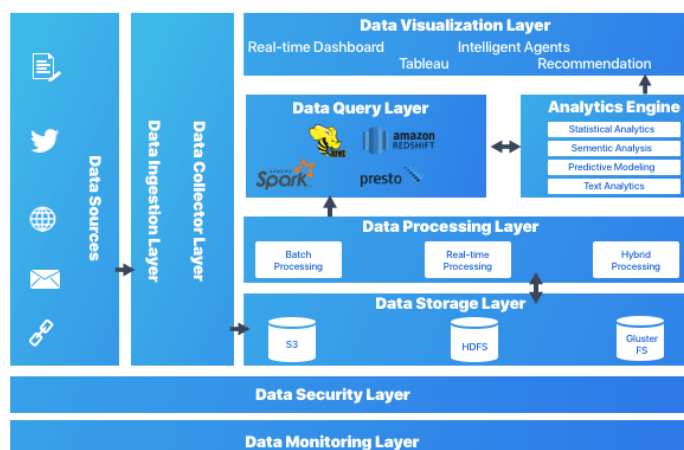 Data Visualization Layer
Real-time Dashboard
Intelligent Agents
Tableau
Recommendation
Data Sources
Data Ingestion Layer
Data Collector Layer
Data Query Layer
HIVE
amazon
REDSHIFT
APACHE
Spark
presto
Analytics Engine
Statistical Analytics
Sementic Analysis
Predictive Modeling
Text Analytics
Data Processing Layer
Batch
Processing
Real-time
Processing
Hybrid
Processing
Data Storage Layer
S3
HDFS
Gluster
FS
Data Security Layer
Data Monitoring Layer